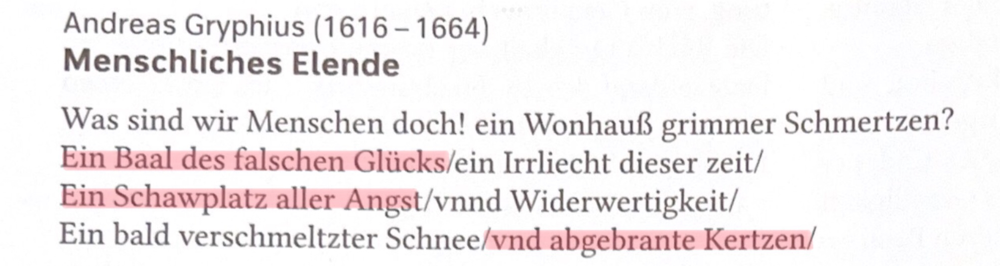 Andreas Gryphius (1616 – 1664)
Menschliches Elende
Was sind wir Menschen doch! ein Wonhauß grimmer Schmertzen?
Ein Baal des falschen Glücks/ein Irrliecht dieser zeit/
Ein Schawplatz aller Angst/vnnd Widerwertigkeit/
Ein bald verschmeltzter Schnee/vnd abgebrante Kertzen/